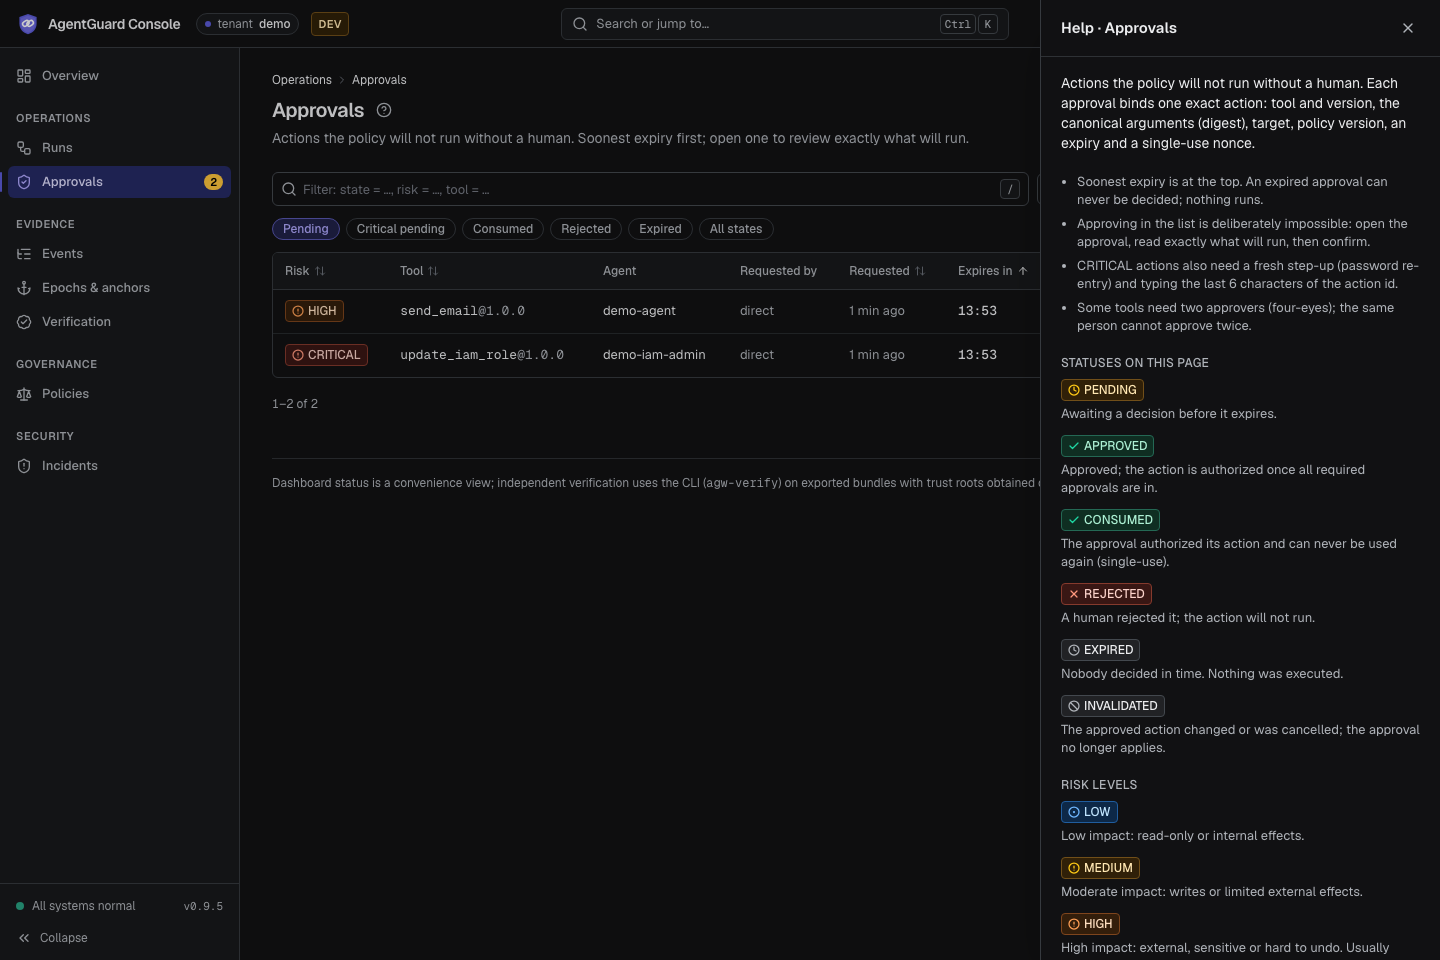 AgentGuard Console
tenant demo
DEV
Search or jump to…
Ctrl K
Overview
OPERATIONS
Runs
Approvals 2
EVIDENCE
Events
Epochs & anchors
Verification
GOVERNANCE
Policies
SECURITY
Incidents
All systems normal v0.9.5
Collapse
Operations > Approvals
Approvals
Actions the policy will not run without a human. Soonest expiry first; open one to review exactly what will run.
Filter: state = …, risk = …, tool = … /
Pending Critical pending Consumed Rejected Expired All states
Risk Tool Agent Requested by Requested Expires in
HIGH send_email@1.0.0 demo-agent direct 1 min ago 13:53
CRITICAL update_iam_role@1.0.0 demo-iam-admin direct 1 min ago 13:53
1–2 of 2
Dashboard status is a convenience view; independent verification uses the CLI (agw-verify) on exported bundles with trust roots obtained
Help · Approvals
Actions the policy will not run without a human. Each
approval binds one exact action: tool and version, the
canonical arguments (digest), target, policy version, an
expiry and a single-use nonce.
• Soonest expiry is at the top. An expired approval can
never be decided; nothing runs.
• Approving in the list is deliberately impossible: open the
approval, read exactly what will run, then confirm.
• CRITICAL actions also need a fresh step-up (password re-
entry) and typing the last 6 characters of the action id.
• Some tools need two approvers (four-eyes); the same
person cannot approve twice.
STATUSES ON THIS PAGE
PENDING
Awaiting a decision before it expires.
APPROVED
Approved; the action is authorized once all required
approvals are in.
CONSUMED
The approval authorized its action and can never be used
again (single-use).
REJECTED
A human rejected it; the action will not run.
EXPIRED
Nobody decided in time. Nothing was executed.
INVALIDATED
The approved action changed or was cancelled; the approval
no longer applies.
RISK LEVELS
LOW
Low impact: read-only or internal effects.
MEDIUM
Moderate impact: writes or limited external effects.
HIGH
High impact: external, sensitive or hard to undo. Usually